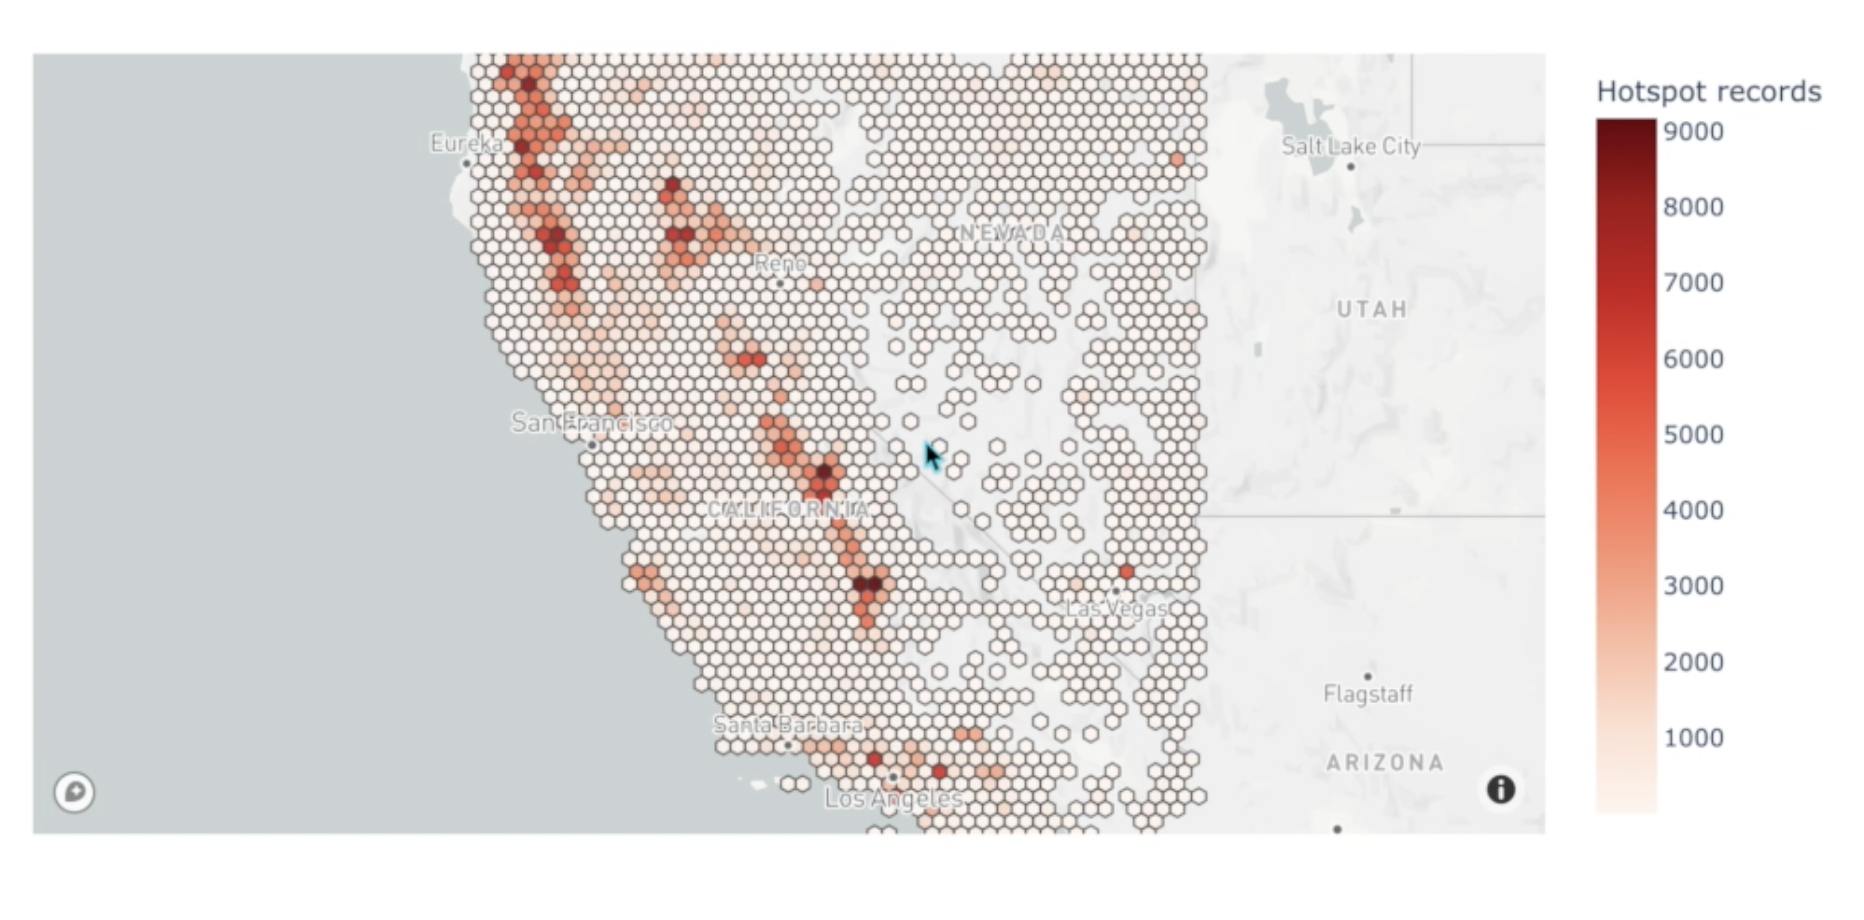 Hotspot records
9000
8000
7000
6000
5000
4000
3000
2000
1000
Eureka
Salt Lake City
NEVADA
Reno
UTAH
San Francisco
CALIFORNIA
Las Vegas
Flagstaff
Santa Barbara
ARIZONA
Los Angeles